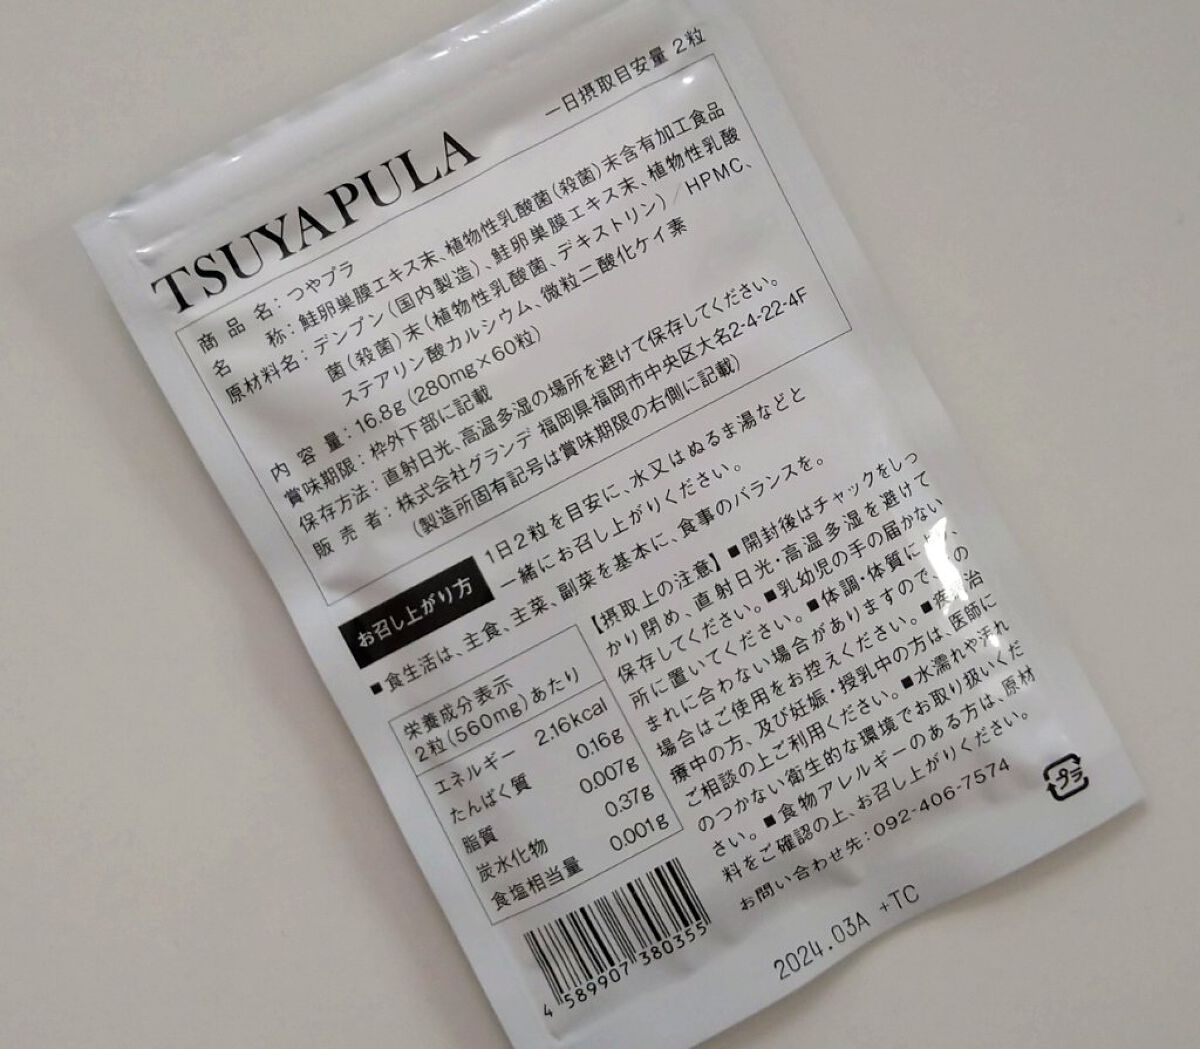 TSUYAPULA
一日摂取目安量 2粒
商品名：つやプラ
名称：鮭卵巣膜エキス末、植物性乳酸菌(殺菌)末含有加工食品
原材料名：デンプン(国内製造)、鮭卵巣膜エキス末、植物性乳酸
菌(殺菌)末(植物性乳酸菌、デキストリン)／HPMC、
ステアリン酸カルシウム、微粒二酸化ケイ素
内容量：16.8g(280mg×60粒)
賞味期限：枠外下部に記載
保存方法：直射日光、高温多湿の場所を避けて保存してください。
販売者：株式会社グランデ 福岡県福岡市中央区大名2-4-22-4F
(製造所固有記号は賞味期限の右側に記載)
お召し上がり方
1日2粒を目安に、水又はぬるま湯などと
一緒にお召し上がりください。
■食生活は、主食、主菜、副菜を基本に、食事のバランスを。
栄養成分表示
2粒(560mg)あたり
エネルギー 2.16kcal
たんぱく質 0.16g
脂質 0.007g
炭水化物 0.37g
食塩相当量 0.001g
【摂取上の注意】■開封後はチャックをしっ
かり閉め、直射日光・高温多湿を避けて
保存してください。■乳幼児の手の届かない
所に置いてください。■体調・体質により、
まれに合わない場合がありますので、その
場合はご使用をお控えください。■疾病治
療中の方、及び妊娠・授乳中の方は、医師に
ご相談の上ご利用ください。■水濡れや汚れ
のつかない衛生的な環境でお取り扱いくだ
さい。■食物アレルギーのある方は、原材
料をご確認の上、お召し上がりください。
お問い合わせ先：092-406-7574
プラ
4 589907 380355
2024.03A +TC